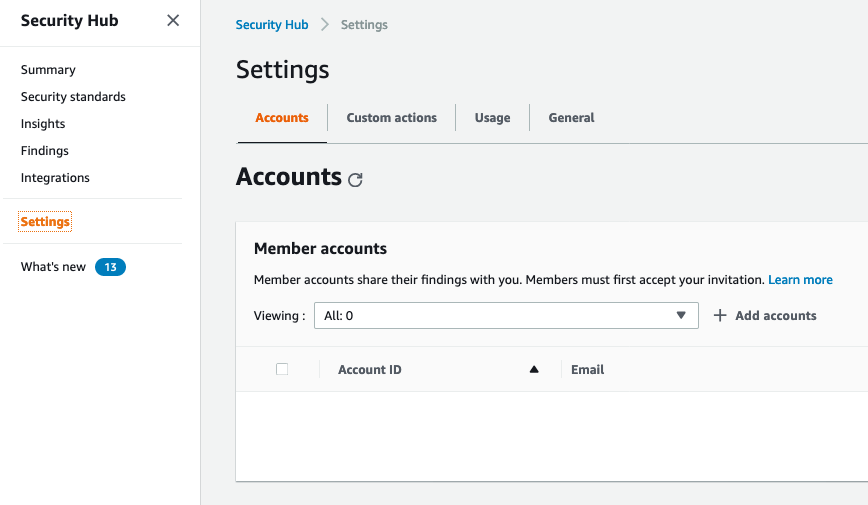 Security Hub
Summary
Security standards
Insights
Findings
Integrations
Settings
What's new 13
Security Hub Settings
Settings
Accounts Custom actions Usage General
Accounts
Member accounts
Member accounts share their findings with you. Members must first accept your invitation. Learn more
Viewing : All: 0 Add accounts
Account ID Email